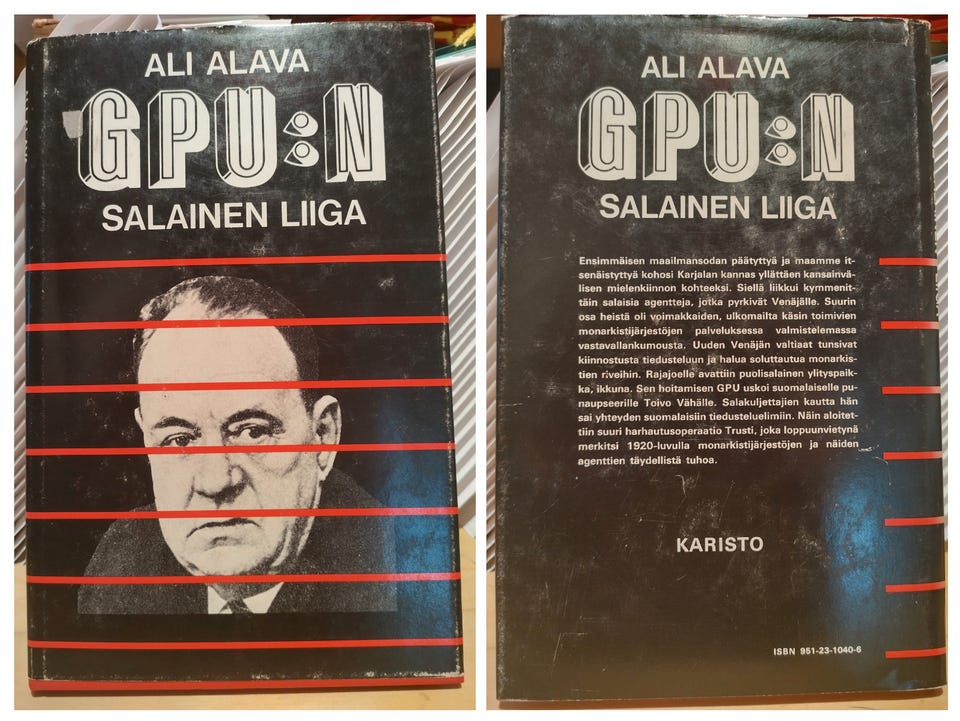 ALI ALAVA
GPU:N
SALAINEN LIIGA
ALI ALAVA
GPU:N
SALAINEN LIIGA
Ensimmäisen maailmansodan päätyttyä ja maamme it-
senäistyttyä kohosi Karjalan kannas yllättäen kansainvä-
lisen mielenkiinnon kohteeksi. Siellä liikkui kymmenit-
täin salaisia agentteja, jotka pyrkivät Venäjälle. Suurin
osa heistä oli voimakkaiden, ulkomailta käsin toimivien
monarkistijärjestöjen palveluksessa valmistelemassa
vastavallankumousta. Uuden Venäjän valtiaat tunsivat
kiinnostusta tiedusteluun ja halua soluttautua monarkis-
tien riveihin. Rajajoelle avattiin puolisalainen ylityspaik-
ka, ikkuna. Sen hoitamisen GPU uskoi suomalaiselle pu-
naupseerille Toivo Vähälle. Salakuljettajien kautta hän
sai yhteyden suomalaisiin tiedusteluelimiin. Näin aloitet-
tiin suuri harhautusoperaatio Trusti, joka loppuunvietynä
merkitsi 1920-luvulla monarkistijärjestöjen ja näiden
agenttien täydellistä tuhoa.
KARISTO
ISBN 951-23-1040-6